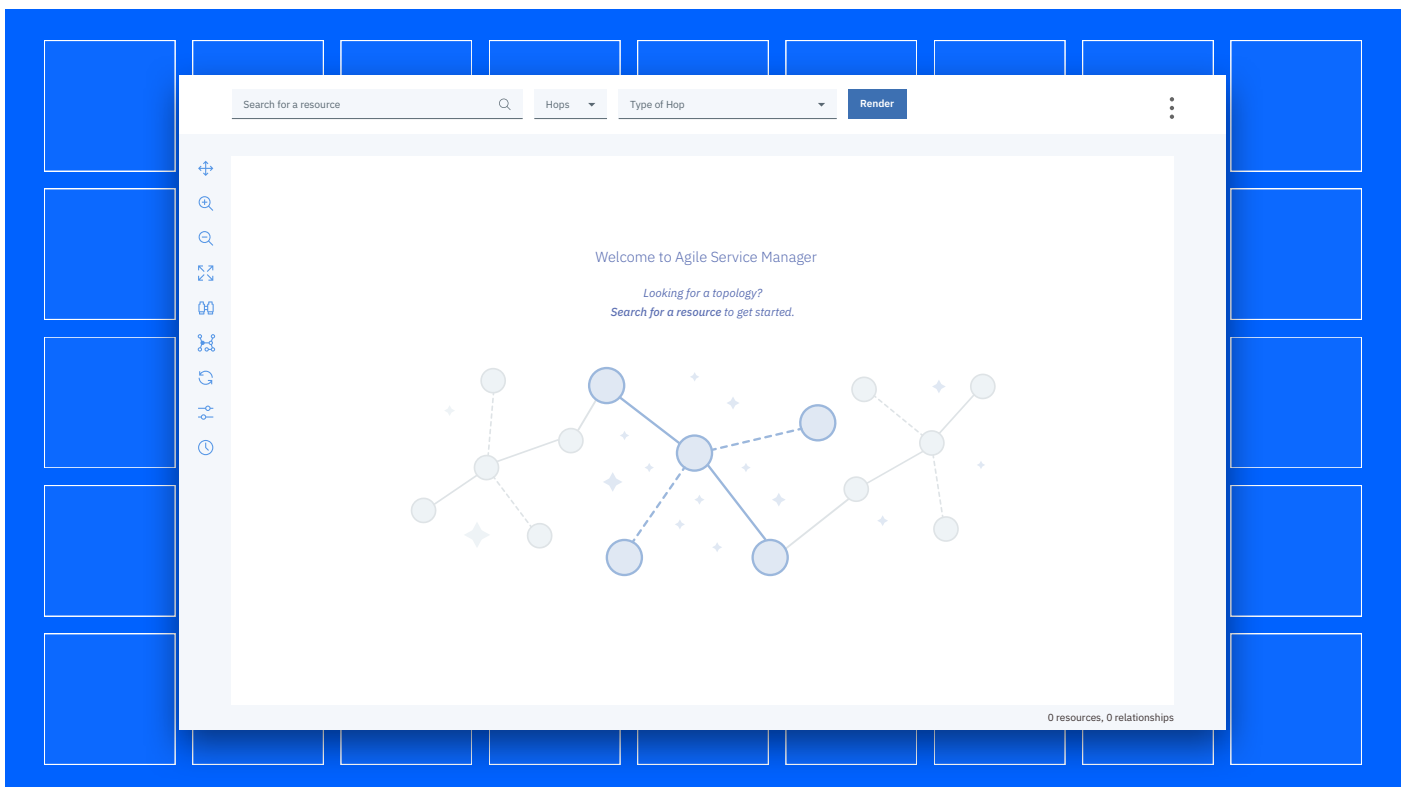 Search for a resource
Hops
Type of Hop
Render
Welcome to Agile Service Manager
Looking for a topology?
Search for a resource to get started.
0 resources, 0 relationships